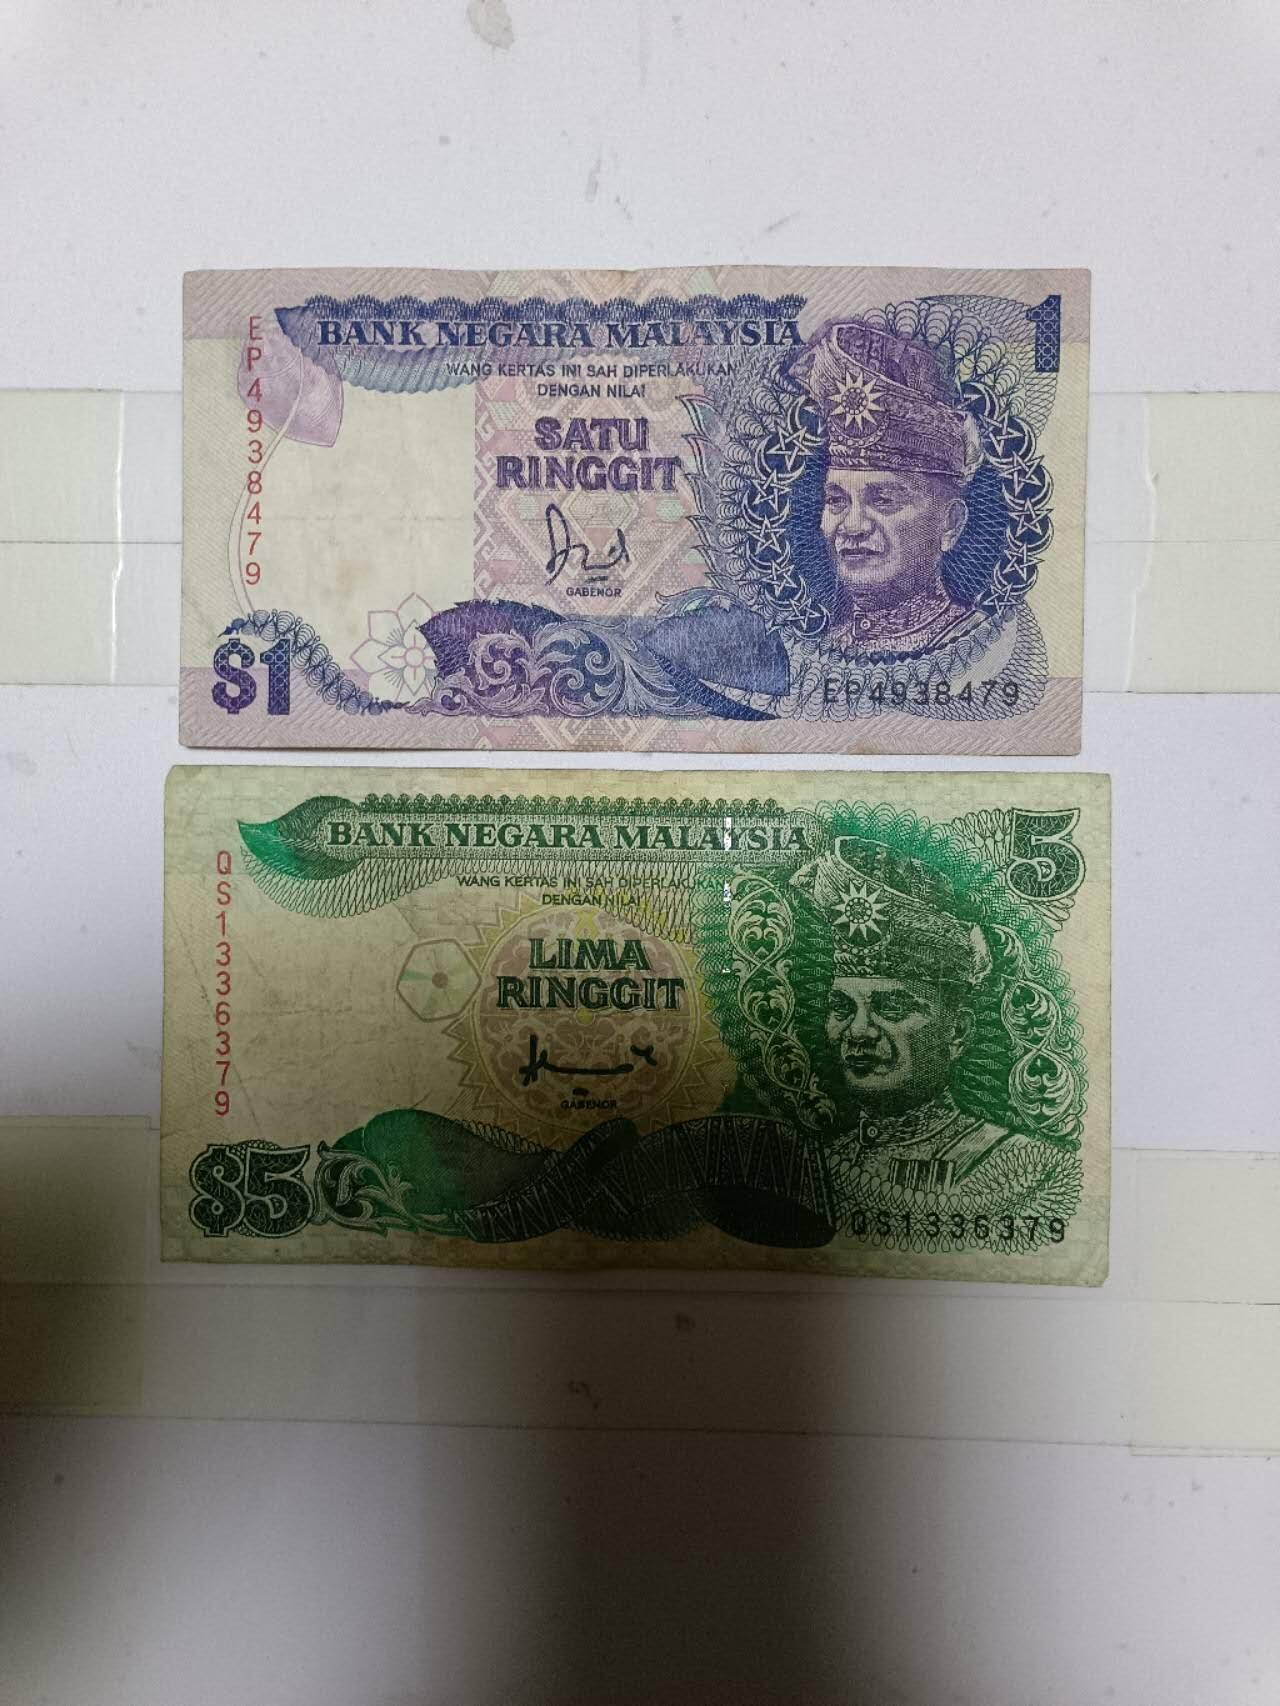 BANK NEGARA MALAYSIA
1
WANG KERTAS INI SAH DIPERLAKUKAN
DENGAN NILAI
SATU
RINGGIT
GABENOR
EP4938479
$1
EP4938479
BANK NEGARA MALAYSIA
5
WANG KERTAS INI SAH DIPERLAKUKAN
DENGAN NILAI
LIMA
RINGGIT
GABENOR
QS1336379
$5
QS1336379